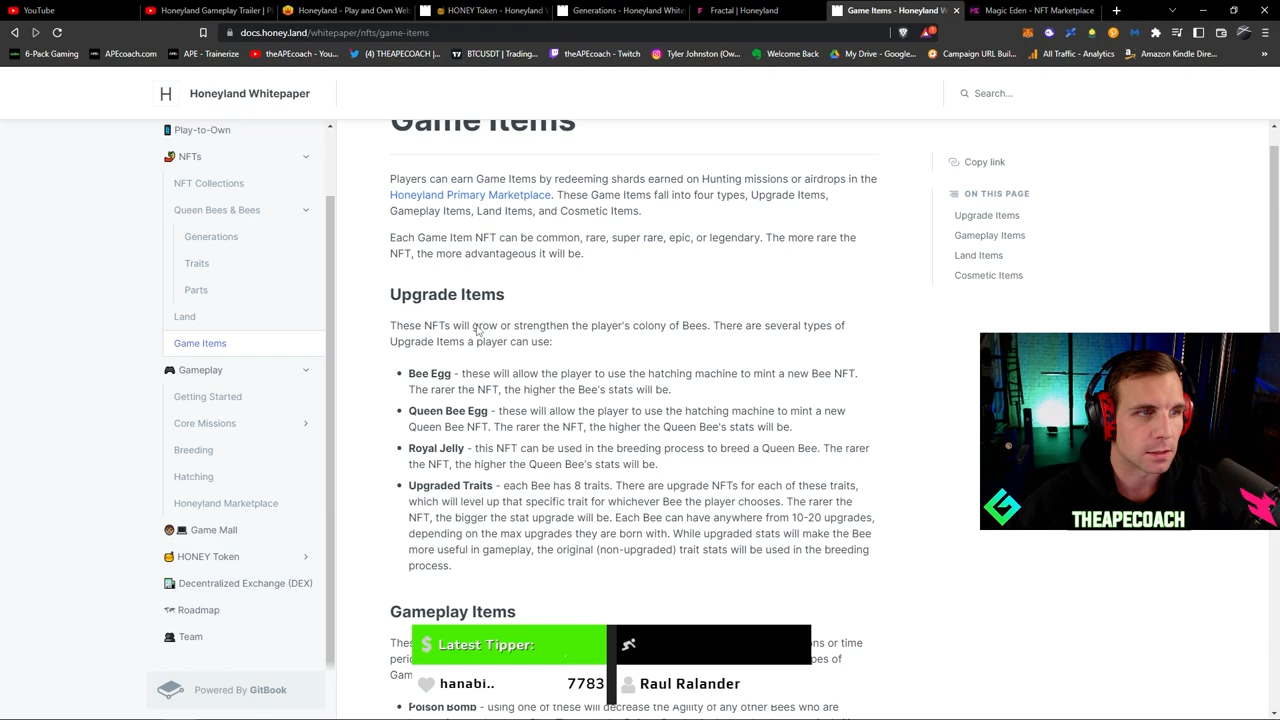 YouTube
Honeyland Gameplay Trailer | Pl
Honeyland - Play and Own Web
HONEY Token - Honeyland W
Generations - Honeyland White
Fractal | Honeyland
Game Items - Honeyland W
Magic Eden - NFT Marketplace
docs.honey.land/whitepaper/nfts/game-items
6-Pack Gaming
APEcoach.com
APE - Trainerize
theAPEcoach - You...
(4) THEAPECOACH | ...
BTCUSDT | Trading...
theAPEcoach - Twitch
Tyler Johnston (Ow...
Welcome Back
My Drive - Google...
Campaign URL Buil...
All Traffic - Analytics
Amazon Kindle Dire...
H Honeyland Whitepaper
Search...
Play-to-Own
NFTs
NFT Collections
Queen Bees & Bees
Generations
Traits
Parts
Land
Game Items
Gameplay
Getting Started
Core Missions
Breeding
Hatching
Honeyland Marketplace
Game Mall
HONEY Token
Decentralized Exchange (DEX)
Roadmap
Team
Powered By GitBook
Game Items
Players can earn Game Items by redeeming shards earned on Hunting missions or airdrops in the
Honeyland Primary Marketplace. These Game Items fall into four types, Upgrade Items,
Gameplay Items, Land Items, and Cosmetic Items.
Each Game Item NFT can be common, rare, super rare, epic, or legendary. The more rare the
NFT, the more advantageous it will be.
Upgrade Items
These NFTs will grow or strengthen the player's colony of Bees. There are several types of
Upgrade Items a player can use:
• Bee Egg - these will allow the player to use the hatching machine to mint a new Bee NFT.
The rarer the NFT, the higher the Bee's stats will be.
• Queen Bee Egg - these will allow the player to use the hatching machine to mint a new
Queen Bee NFT. The rarer the NFT, the higher the Queen Bee's stats will be.
• Royal Jelly - this NFT can be used in the breeding process to breed a Queen Bee. The rarer
the NFT, the higher the Queen Bee's stats will be.
• Upgraded Traits - each Bee has 8 traits. There are upgrade NFTs for each of these traits,
which will level up that specific trait for whichever Bee the player chooses. The rarer the
NFT, the bigger the stat upgrade will be. Each Bee can have anywhere from 10-20 upgrades,
depending on the max upgrades they are born with. While upgraded stats will make the Bee
more useful in gameplay, the original (non-upgraded) trait stats will be used in the breeding
process.
Gameplay Items
• Poison Bomb - using one of these will decrease the Agility of any other Bees who are
Copy link
ON THIS PAGE
Upgrade Items
Gameplay Items
Land Items
Cosmetic Items
THEAPECOACH
$ Latest Tipper:
hanabi.. 7783
Raul Ralander